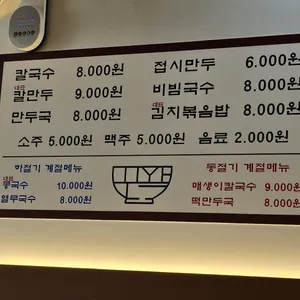 칼국수 8.000원 접시만두 6.000원
대표
칼만두 9.000원 비빔국수 8.000원
대표
만두국 8.000원 김치볶음밥 8.000원
소주 5.000원 맥주 5.000원 음료 2.000원
하절기 계절메뉴 동절기 계절메뉴
대표
콩국수 10.000원 매생이칼국수 9.000원
열무국수 8.000원 떡만두국 8.000원